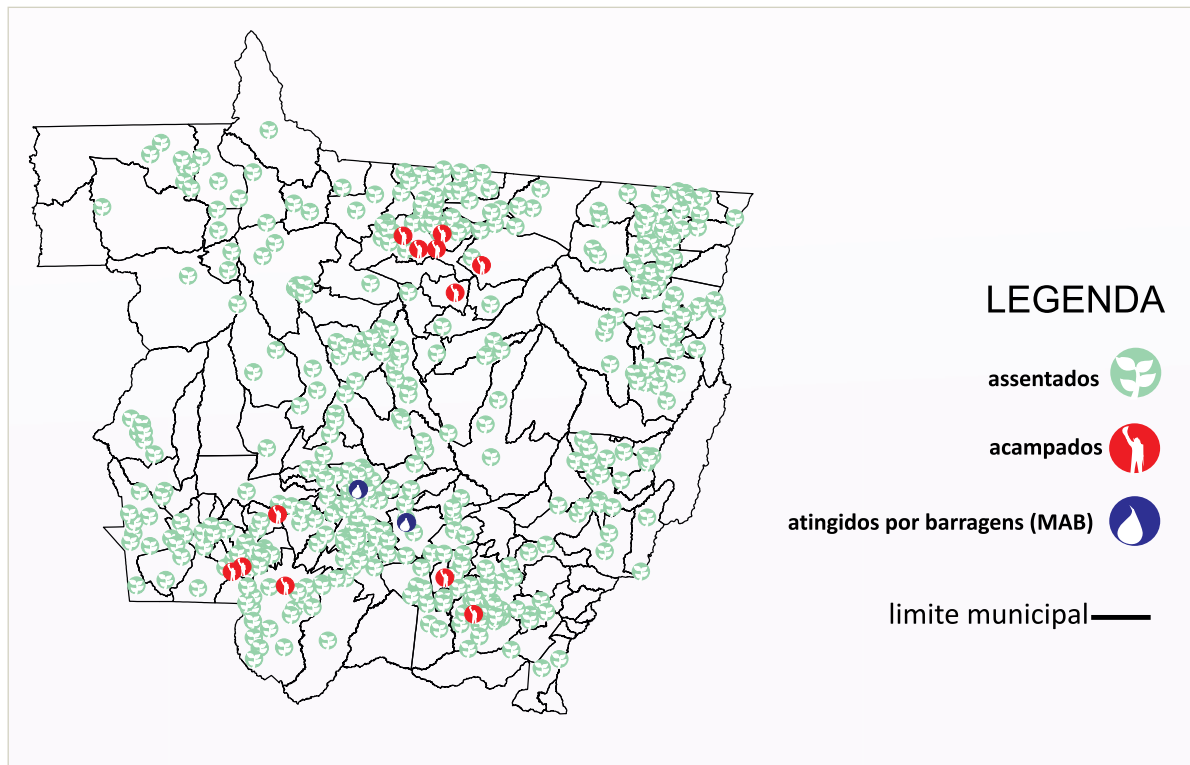 LEGENDA
assentados
acampados
atingidos por barragens (MAB)
limite municipal